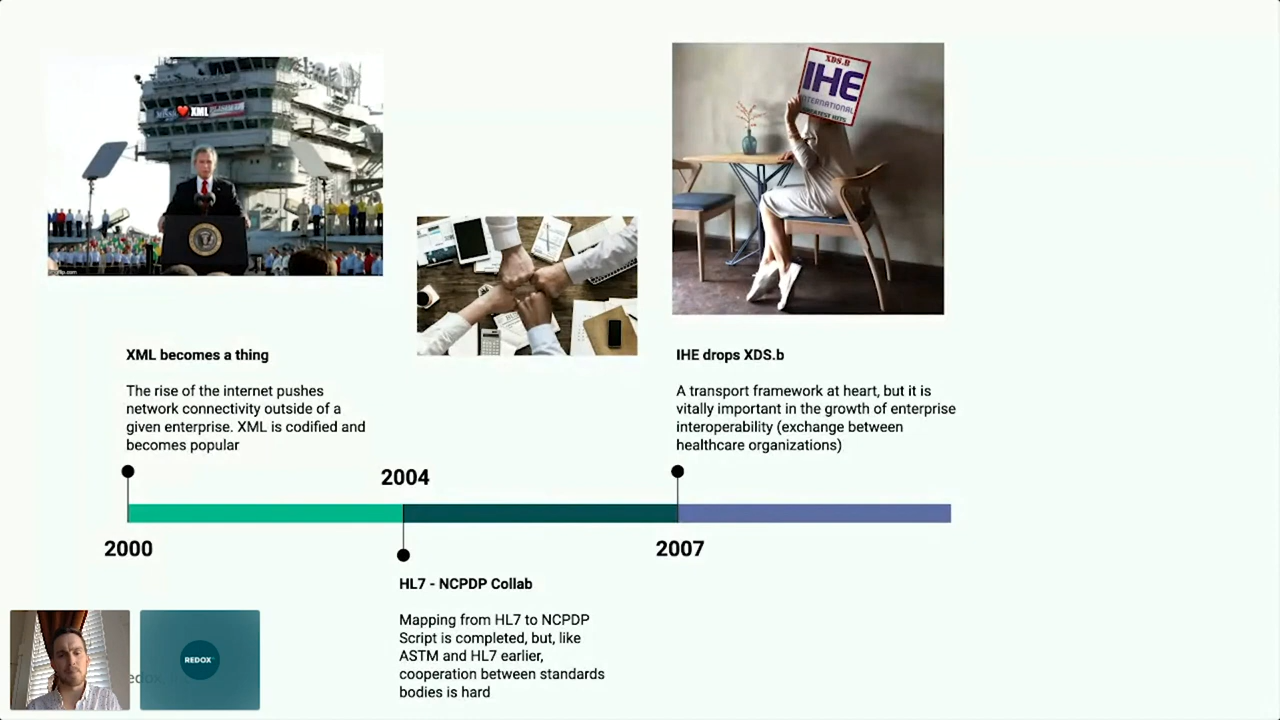 ❤️ XML
XDS.B
IHE
INTERNATIONAL
GREATEST HITS
XML becomes a thing
The rise of the internet pushes
network connectivity outside of a
given enterprise. XML is codified and
becomes popular
IHE drops XDS.b
A transport framework at heart, but it is
vitally important in the growth of enterprise
interoperability (exchange between
healthcare organizations)
2004
2000
2007
HL7 - NCPDP Collab
Mapping from HL7 to NCPDP
Script is completed, but, like
ASTM and HL7 earlier,
cooperation between standards
bodies is hard
REDOX